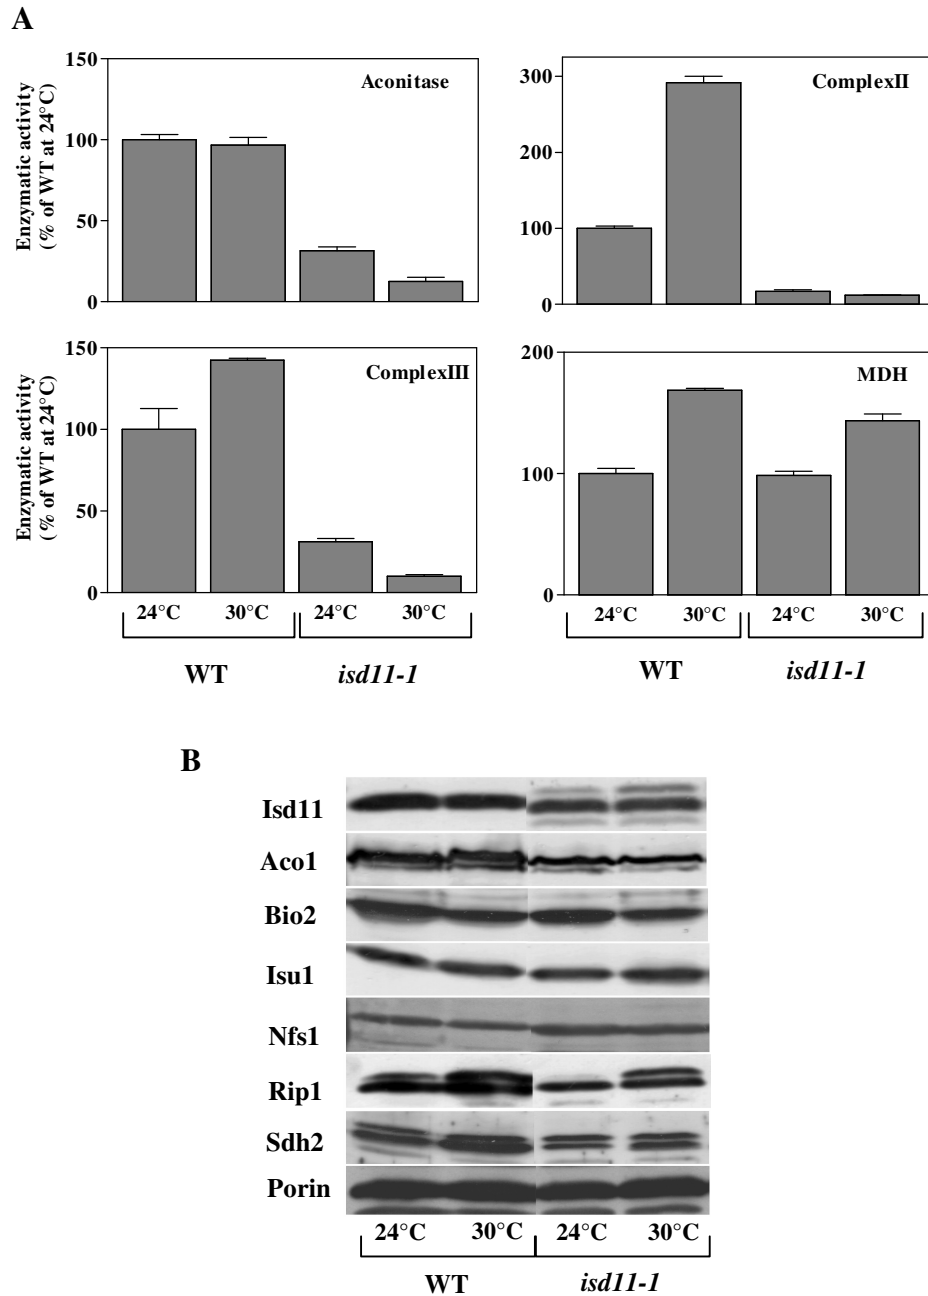 A
Enzymatic activity
(% of WT at 24°C)
150
100
50
0
Aconitase
300
200
100
0
ComplexII
Enzymatic activity
(% of WT at 24°C)
150
100
50
0
ComplexIII
200
100
0
MDH
24°C 30°C 24°C 30°C
WT isd11-1
24°C 30°C 24°C 30°C
WT isd11-1
B
Isd11
Aco1
Bio2
Isu1
Nfs1
Rip1
Sdh2
Porin
24°C 30°C 24°C 30°C
WT isd11-1